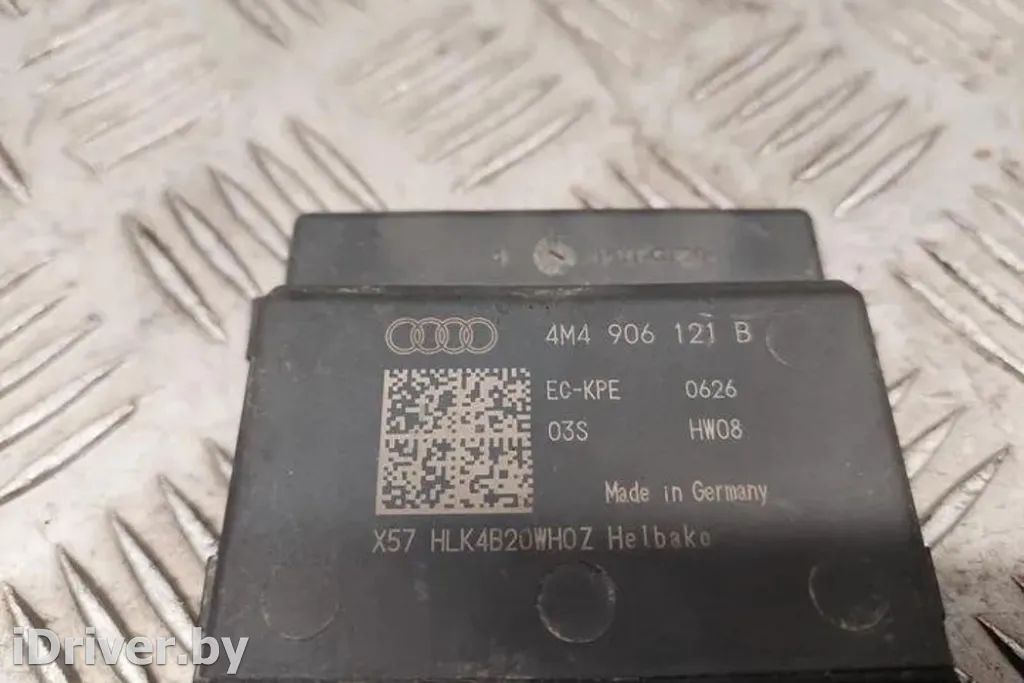 4M4 906 121 B
EC-KPE 0626
03S HW08
Made in Germany
X57 HLK4B20WH0Z Helbako
iDriver.by